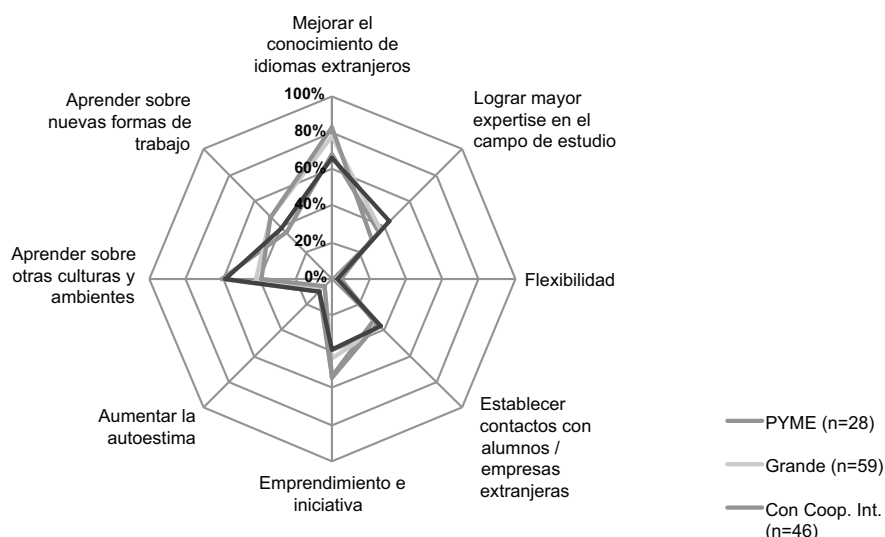 Mejorar el
conocimiento de
idiomas extranjeros
Aprender sobre
nuevas formas de
trabajo
Lograr mayor
expertise en el
campo de estudio
100%
80%
60%
40%
20%
0%
Aprender sobre
otras culturas y
ambientes
Flexibilidad
Aumentar la
autoestima
Emprendimiento e
iniciativa
Establecer
contactos con
alumnos /
empresas
extranjeras
PYME (n=28)
Grande (n=59)
Con Coop. Int.
(n=46)